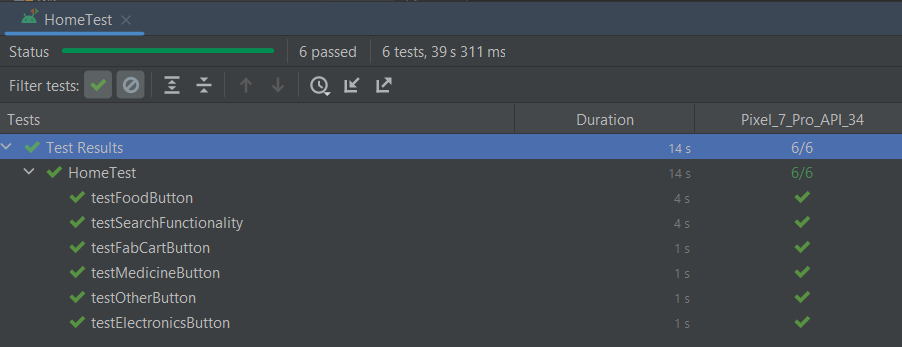 HomeTest
Status 6 passed 6 tests, 39 s 311 ms
Filter tests:
Tests Duration Pixel_7_Pro_API_34
Test Results 14 s 6/6
HomeTest 14 s 6/6
testFoodButton 4 s
testSearchFunctionality 4 s
testFabCartButton 1 s
testMedicineButton 1 s
testOtherButton 1 s
testElectronicsButton 1 s